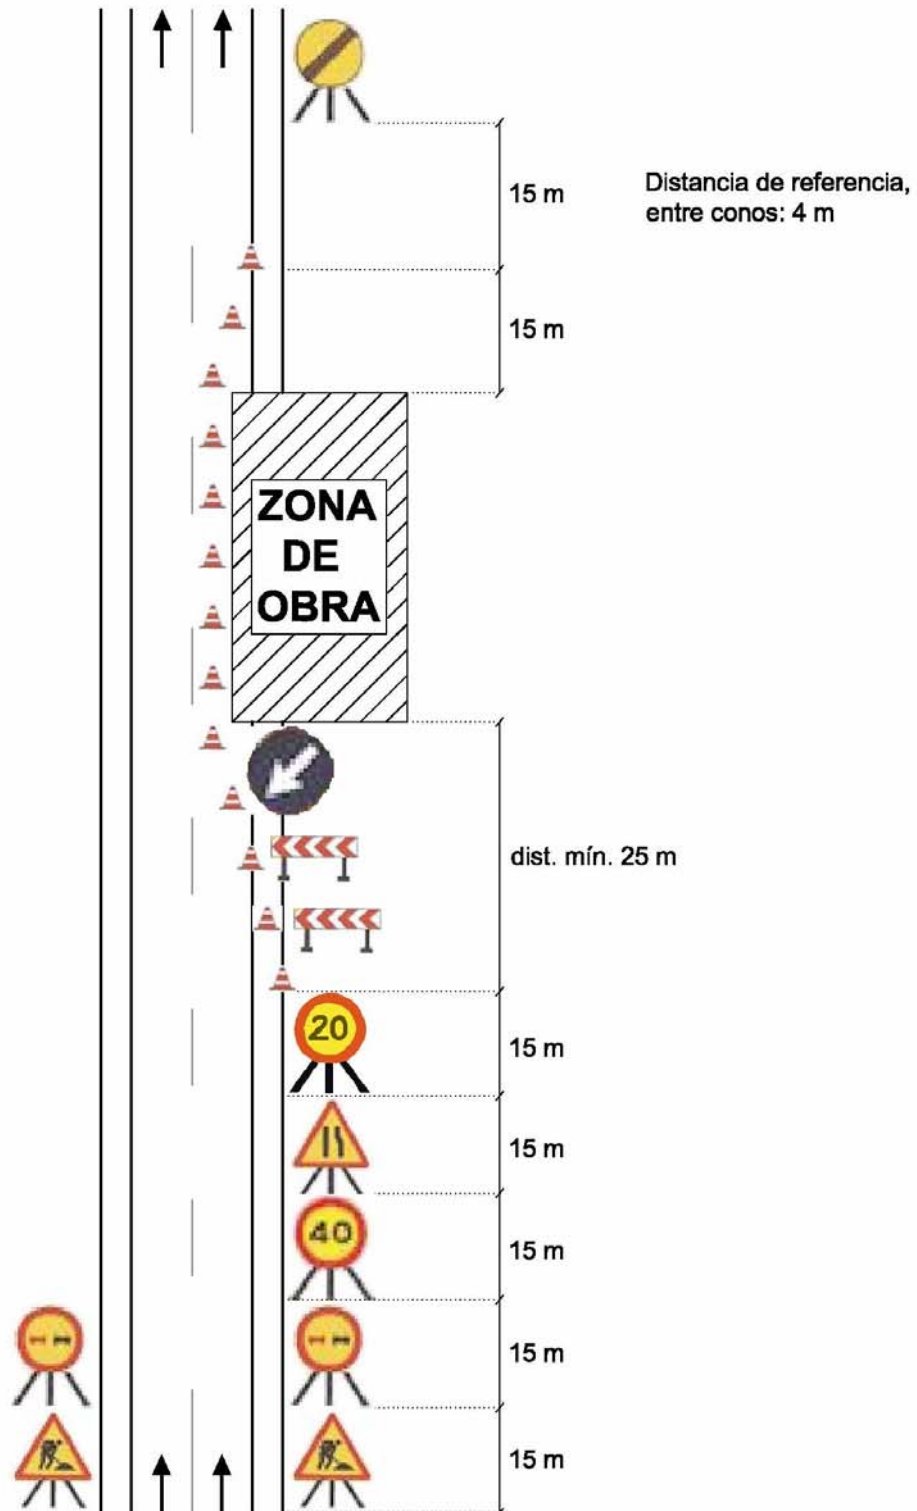 15 m
Distancia de referencia,
entre conos: 4 m
15 m
ZONA
DE
OBRA
dist. mín. 25 m
20
15 m
15 m
40
15 m
15 m
15 m